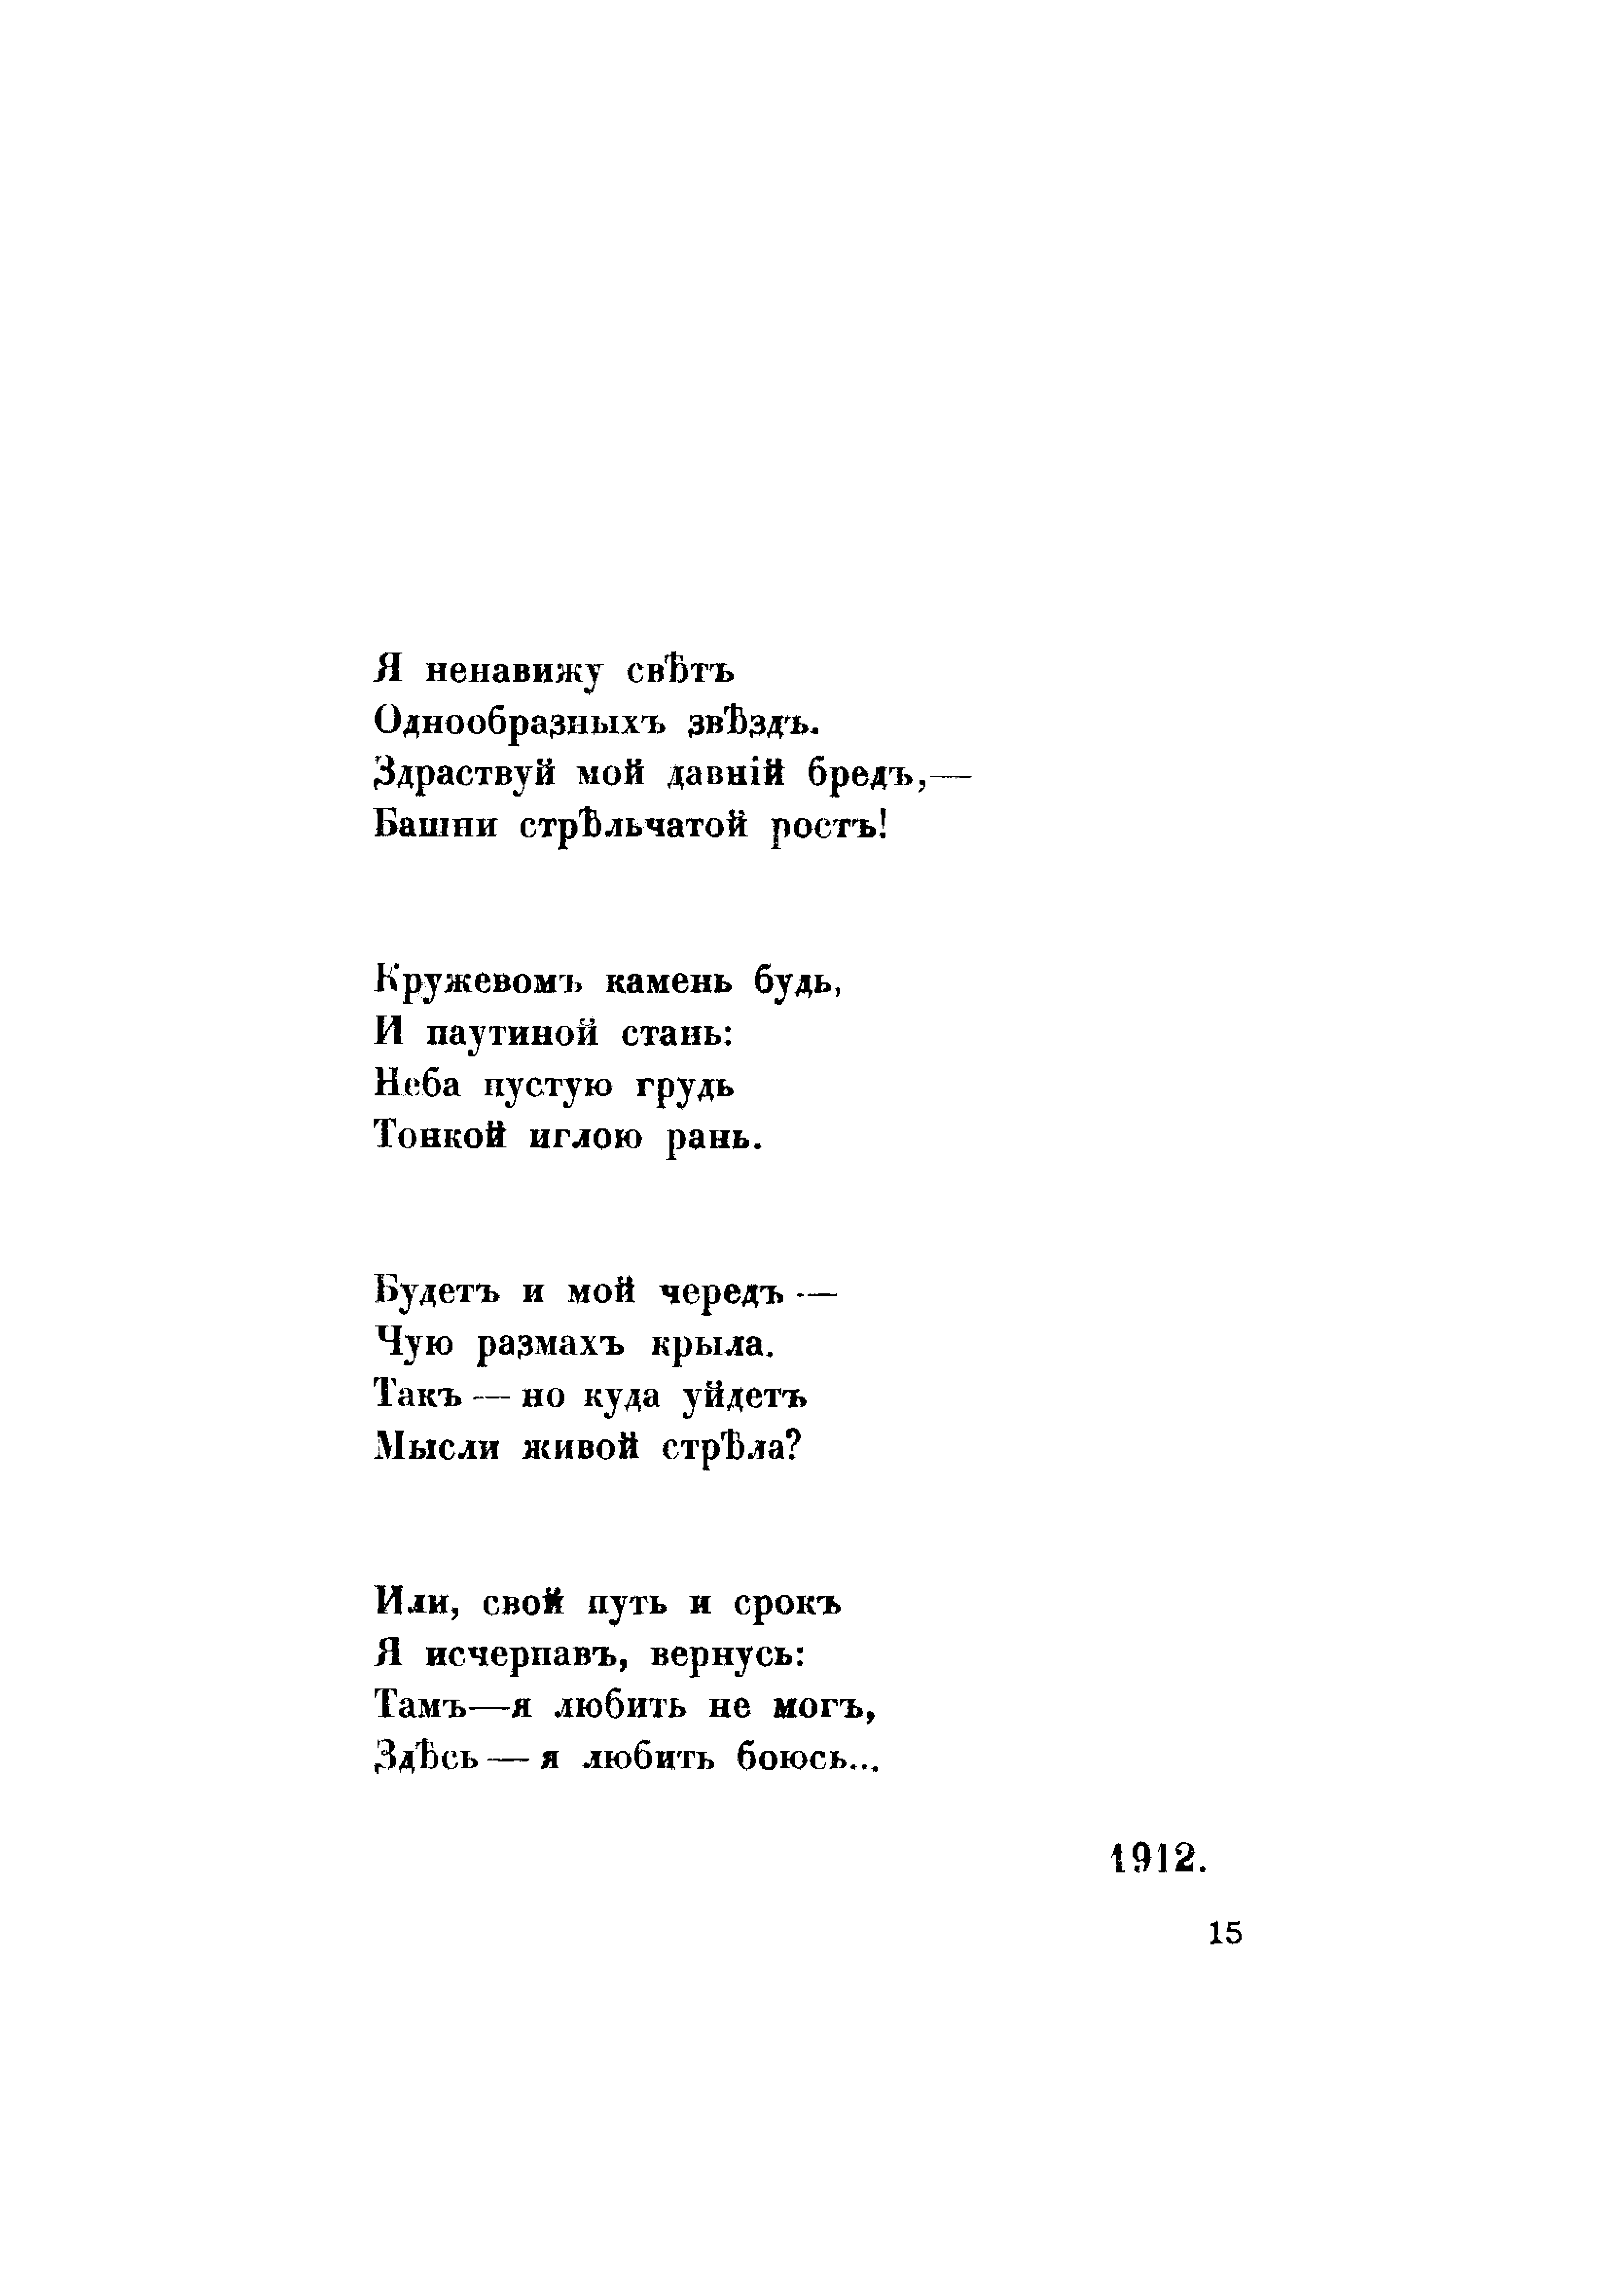 Я ненавижу свѣтъ
Однообразныхъ звѣздъ.
Здраствуй мой давній бредъ,—
Башни стрѣльчатой ростъ!
Кружевомъ камень будь,
И паутиной стань:
Неба пустую грудь
Тонкой иглою рань.
Будетъ и мой чередъ —
Чую размахъ крыла.
Такъ — но куда уйдетъ
Мысли живой стрѣла?
Или, свой путь и срокъ
Я исчерпавъ, вернусь:
Тамъ—я любить не могъ,
Здѣсь — я любить боюсь...
1912.
15